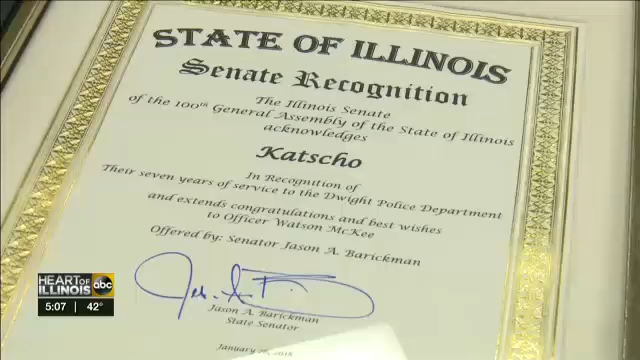 STATE OF ILLINOIS
Senate Recognition
The Illinois Senate
of the 100th General Assembly of the State of Illinois
acknowledges
Katscho
In Recognition of
Their seven years of service to the Dwight Police Department
and extends congratulations and best wishes
to Officer Watson McKee
Offered by: Senator Jason A. Barickman
Jason A. Barickman
State Senator
January
HEART OF
ILLINOIS
abc
5:07 42°